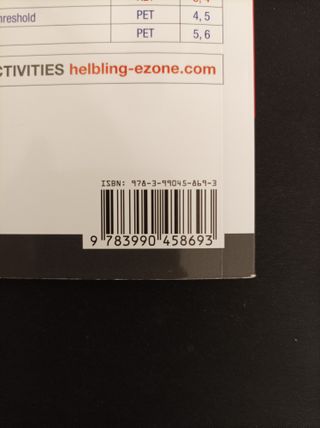 hreshold PET 4, 5
PET 5, 6
CTIVITIES helbling-ezone.com
ISBN: 978-3-99045-869-3
9 783990 458693